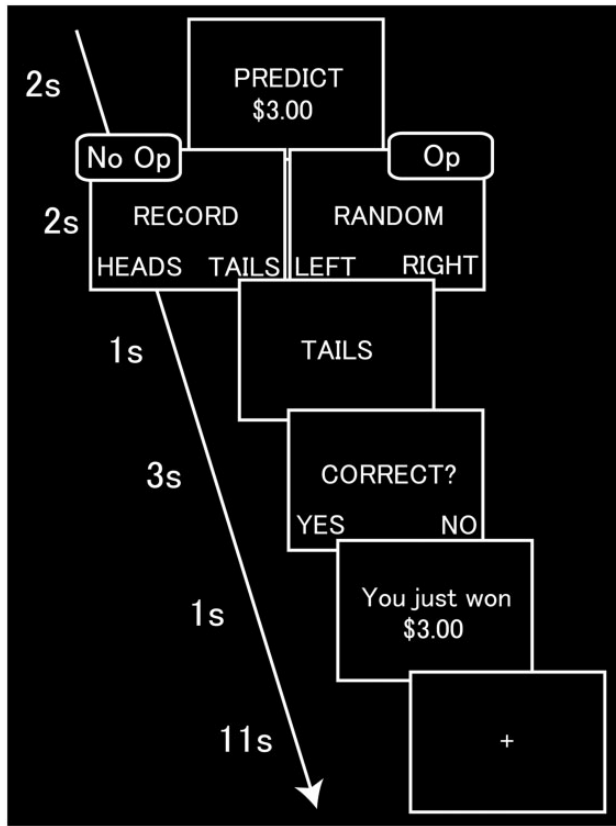 2s
PREDICT
$3.00
No Op
Op
2s
RECORD
HEADS TAILS
RANDOM
LEFT RIGHT
1s
TAILS
3s
CORRECT?
YES NO
1s
You just won
$3.00
11s
+